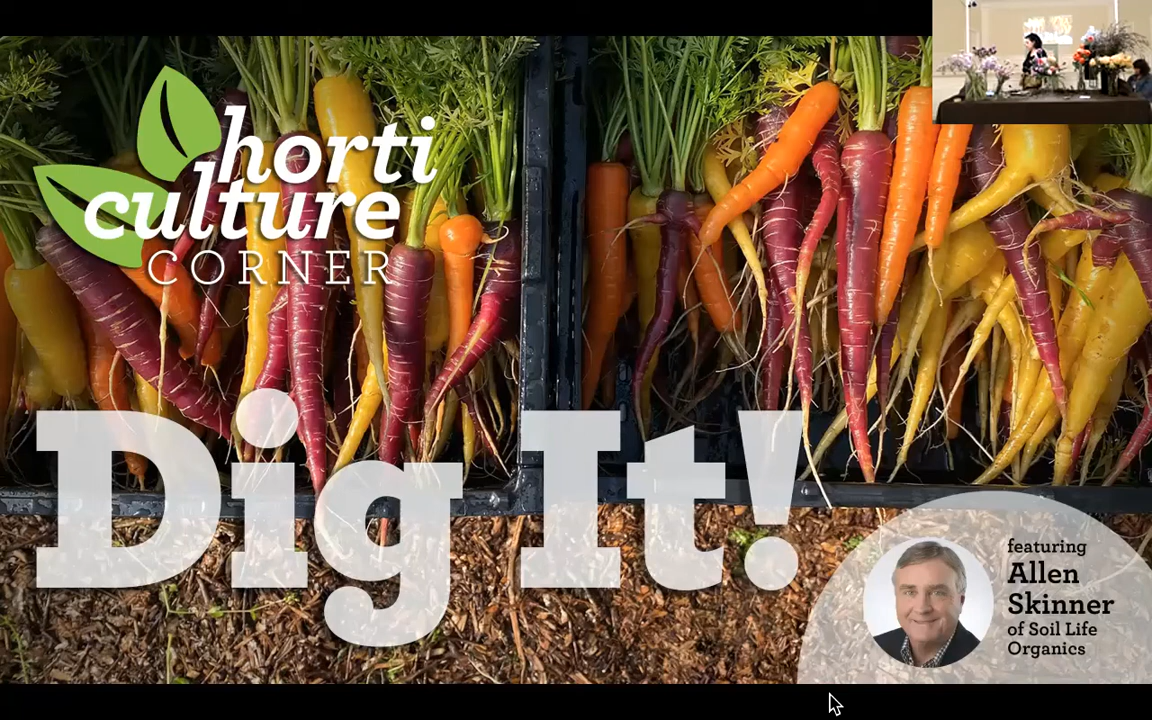 horti
culture
CORNER
Dig It!
featuring
Allen
Skinner
of Soil Life
Organics